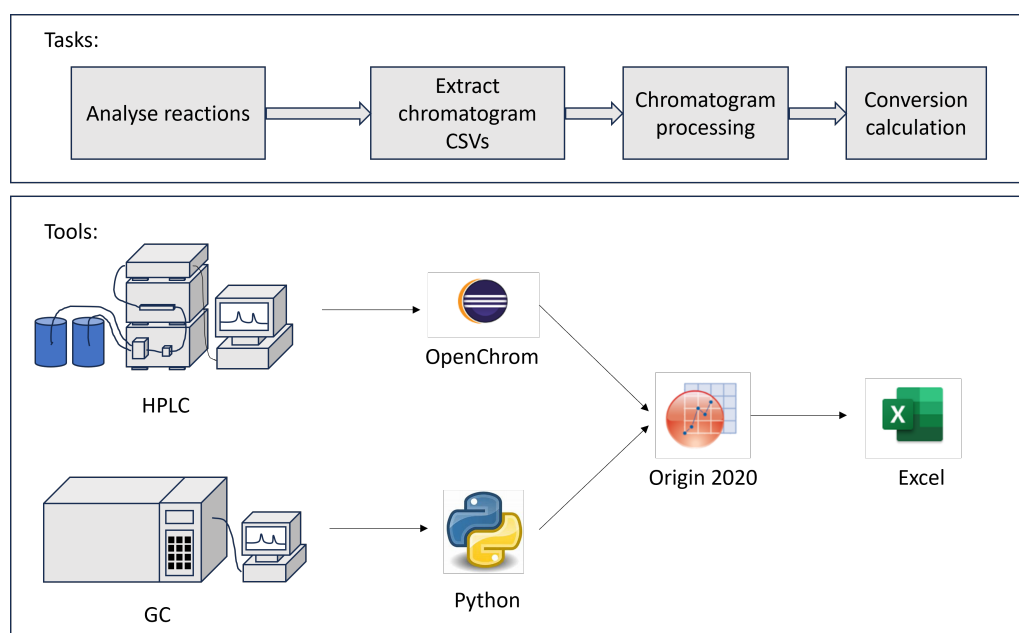 Tasks:
Analyse reactions
Extract
chromatogram
CSVs
Chromatogram
processing
Conversion
calculation
Tools:
HPLC
OpenChrom
Origin 2020
X
Excel
GC
Python